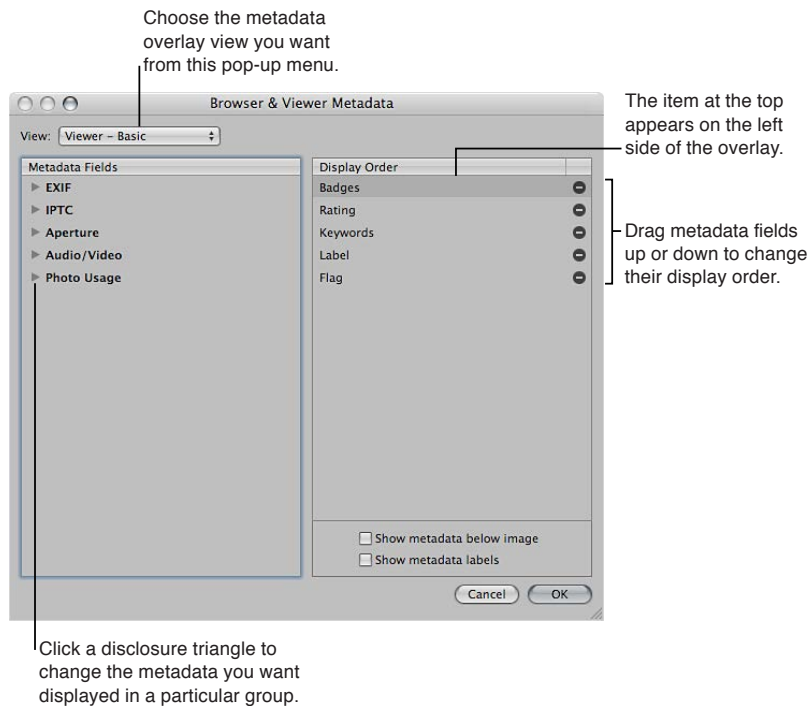 Choose the metadata
overlay view you want
from this pop-up menu.
Browser & Viewer Metadata
The item at the top
appears on the left
side of the overlay.
View: Viewer – Basic
Metadata Fields
EXIF
IPTC
Aperture
Audio/Video
Photo Usage
Display Order
Badges
Rating
Keywords
Label
Flag
Drag metadata fields
up or down to change
their display order.
Show metadata below image
Show metadata labels
Cancel OK
Click a disclosure triangle to
change the metadata you want
displayed in a particular group.